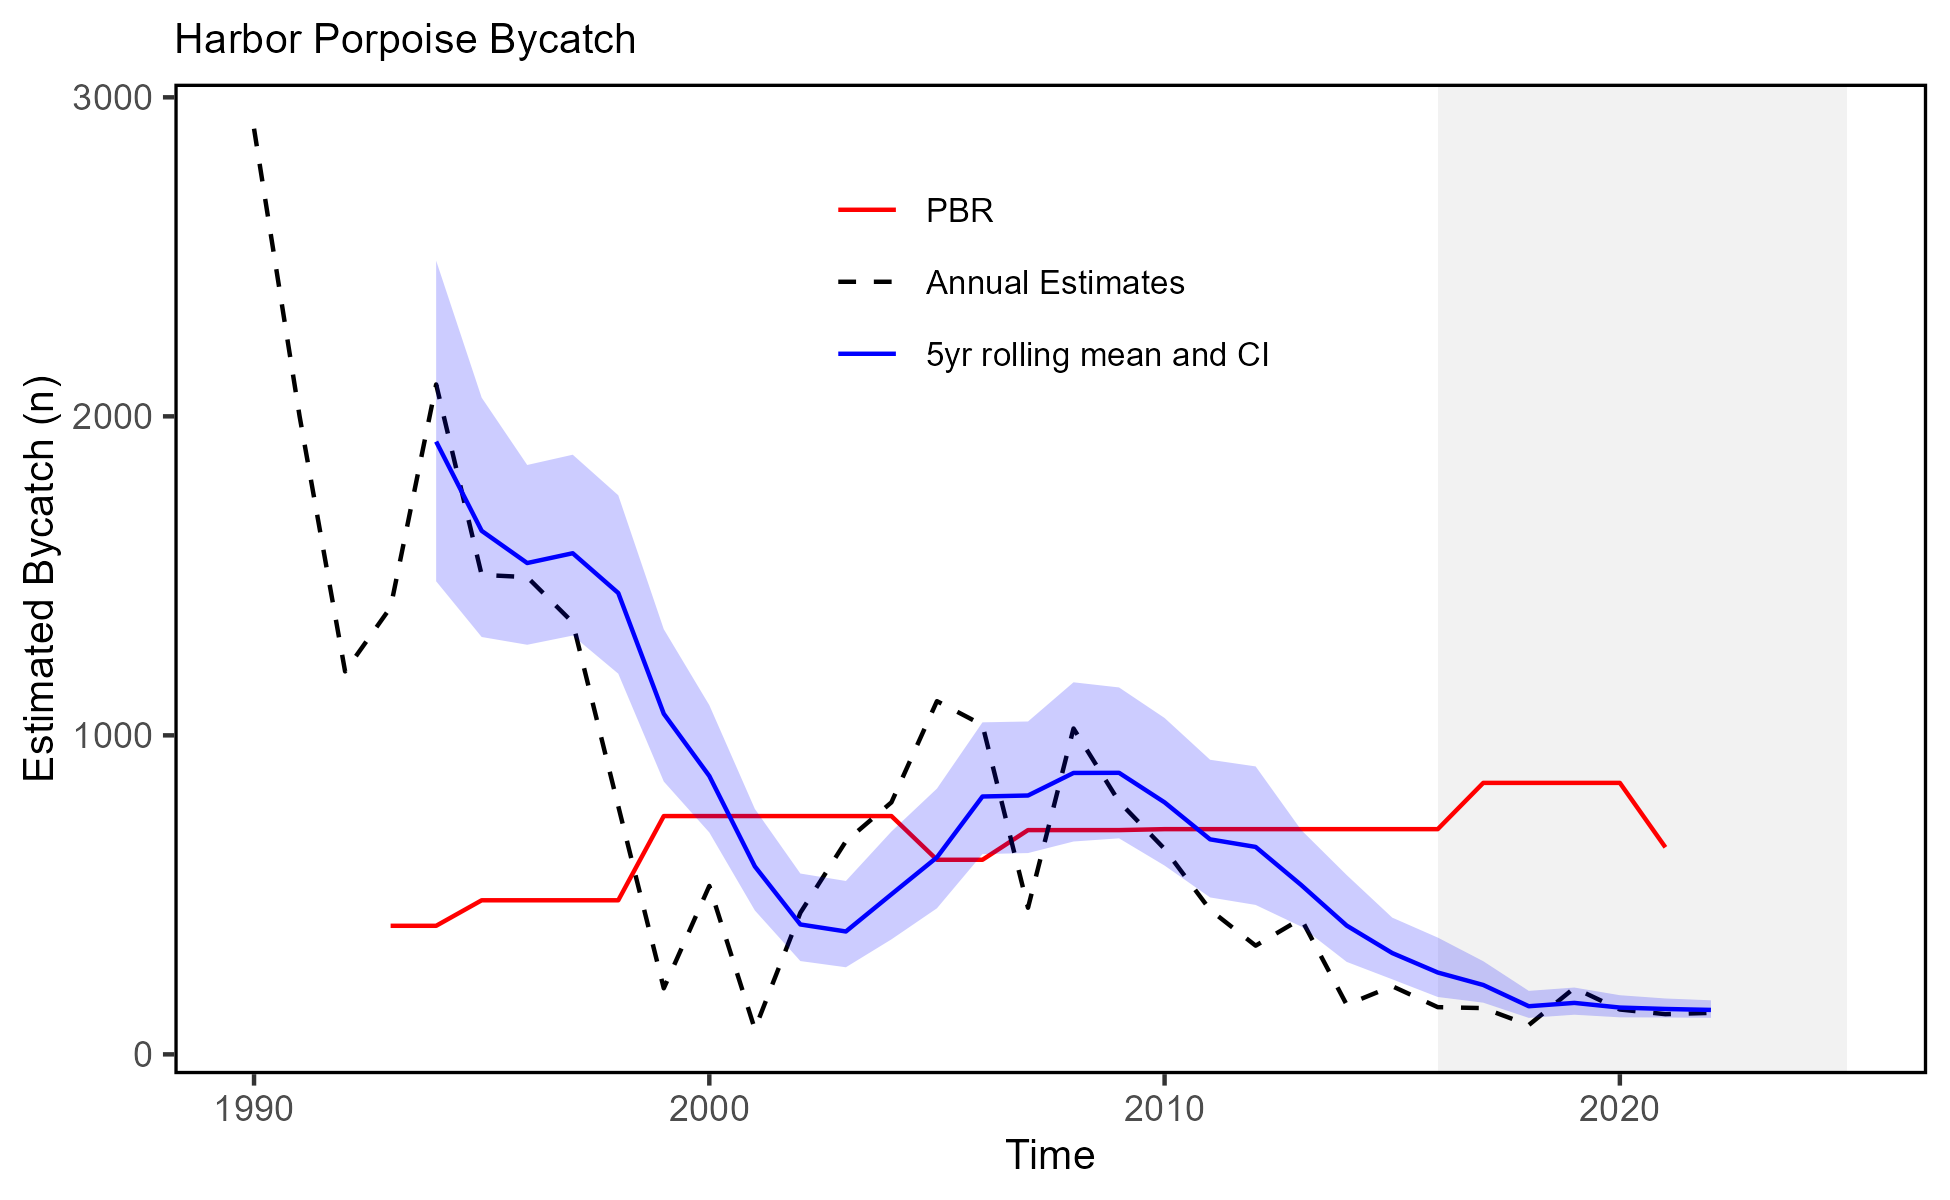 Harbor Porpoise Bycatch
3000
2000
1000
0
Estimated Bycatch (n)
PBR
Annual Estimates
5yr rolling mean and CI
1990
2000
2010
2020
Time